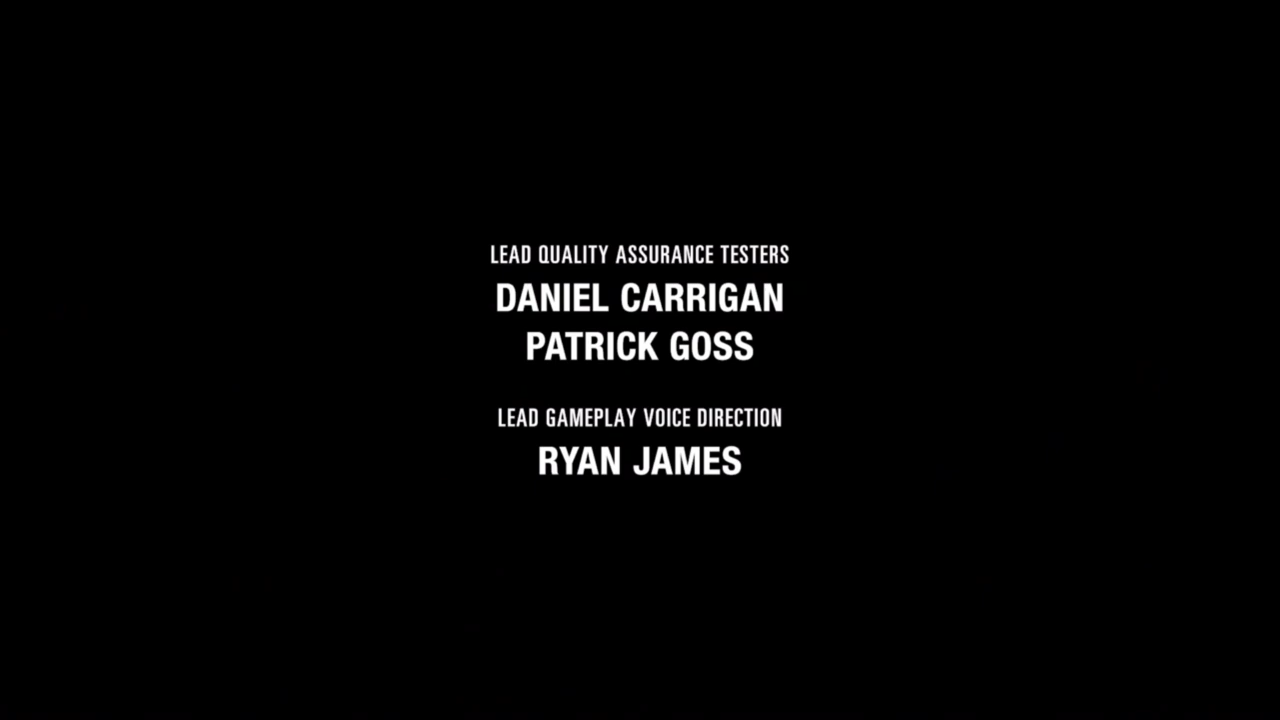 LEAD QUALITY ASSURANCE TESTERS
DANIEL CARRIGAN
PATRICK GOSS
LEAD GAMEPLAY VOICE DIRECTION
RYAN JAMES